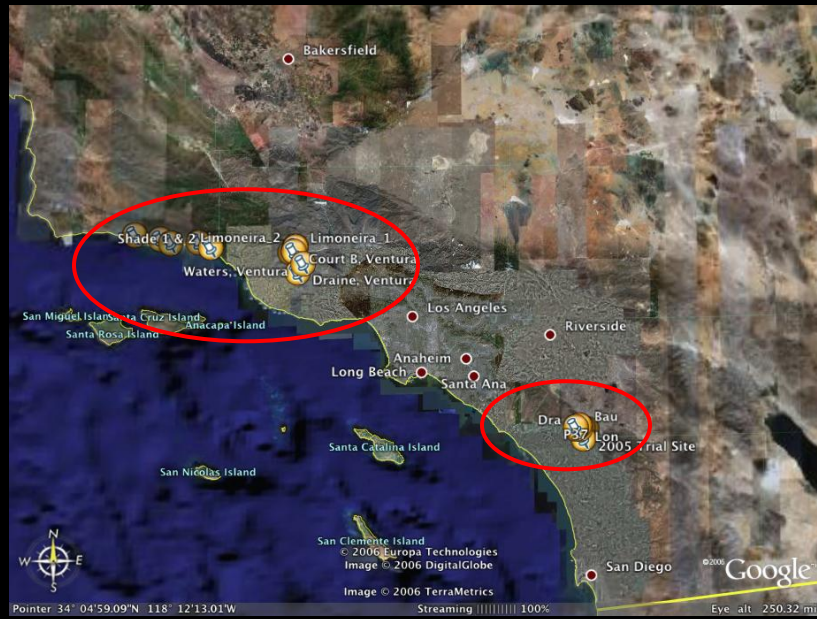 Bakersfield
Shade 1 & 2
Limoneira_2
Limoneira_1
Court B, Ventura
Waters, Ventura
Draine, Ventura
San Miguel Island
Santa Cruz Island
Anacapa Island
Santa Rosa Island
Los Angeles
Riverside
Anaheim
Long Beach
Santa Ana
Dra
Bau
P37
Lon
2005 Trial Site
Santa Catalina Island
San Nicolas Island
San Clemente Island
N
W
E
S
© 2006 Europa Technologies
Image © 2006 DigitalGlobe
Image © 2006 TerraMetrics
San Diego
©2006 Google™
Pointer 34° 04'59.09"N 118° 12'13.01"W
Streaming |||||||||| 100%
Eye alt 250.32 mi